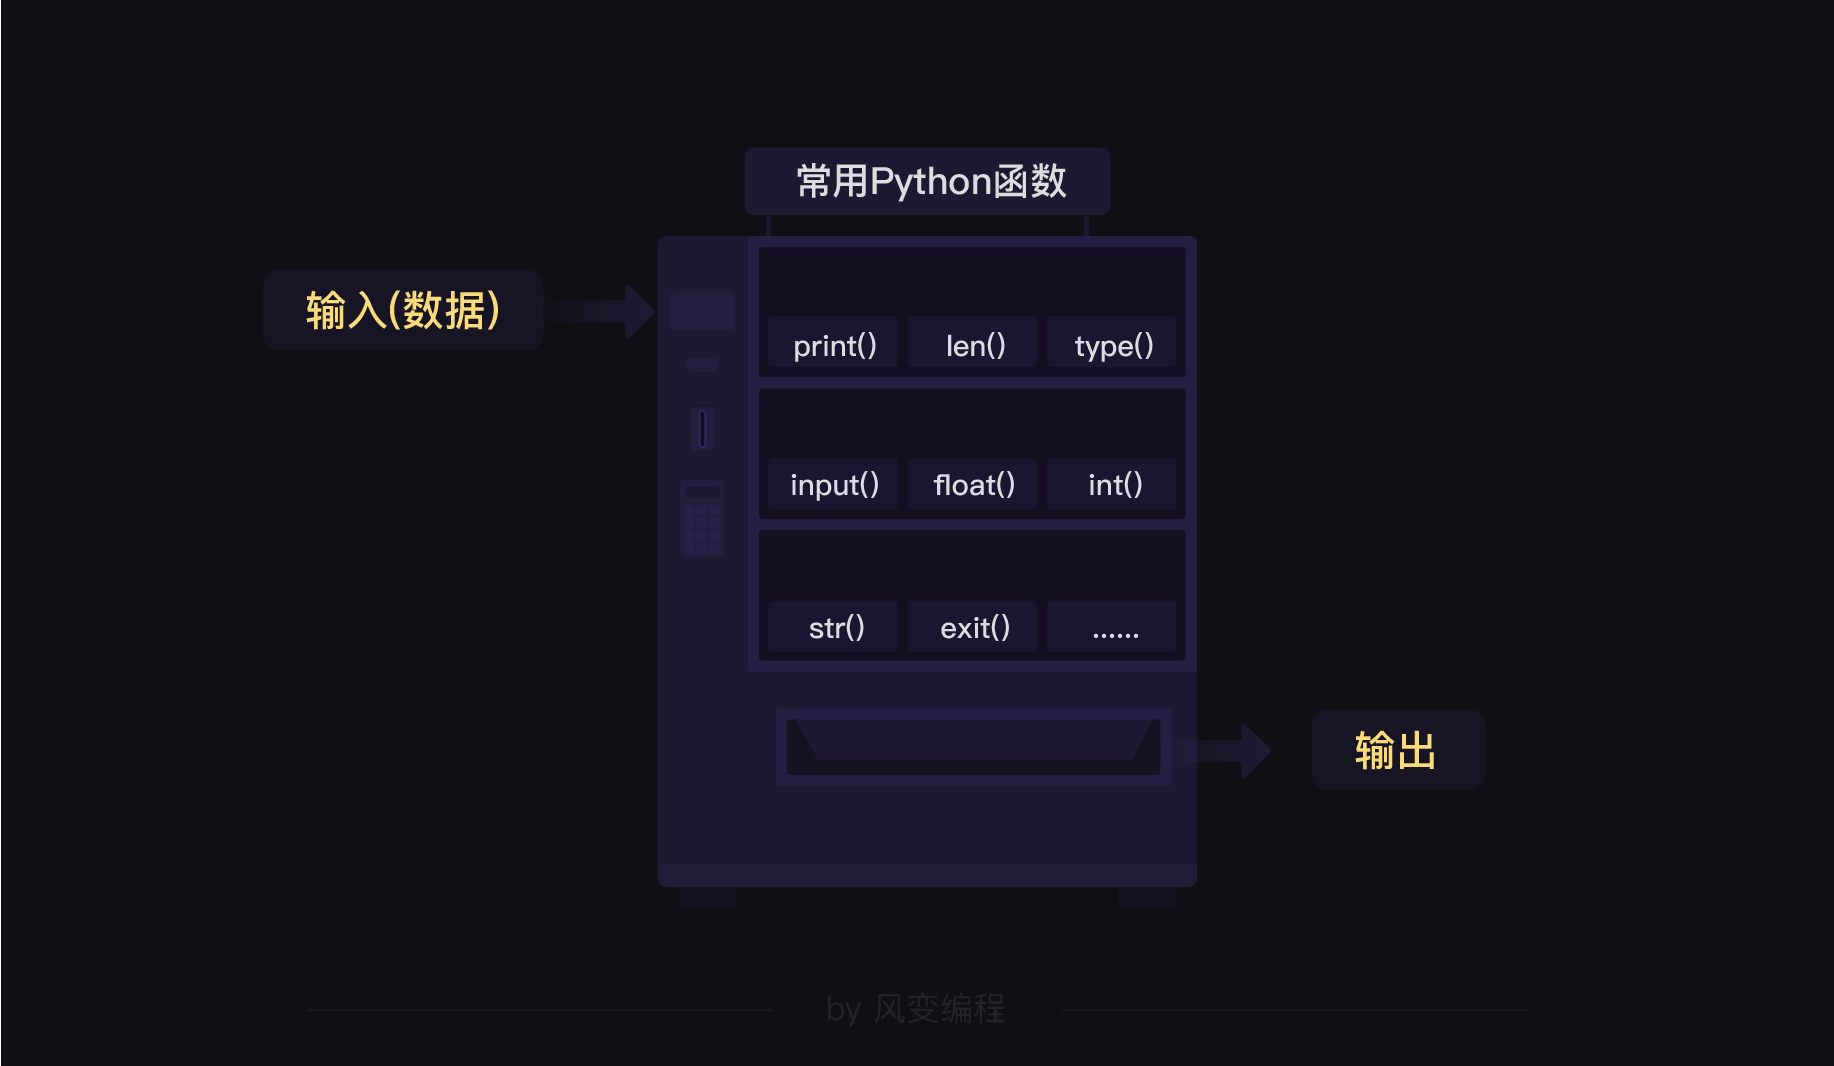 常用Python函数
输入(数据)
print() len() type()
input() float() int()
str() exit() ......
输出
by 风变编程